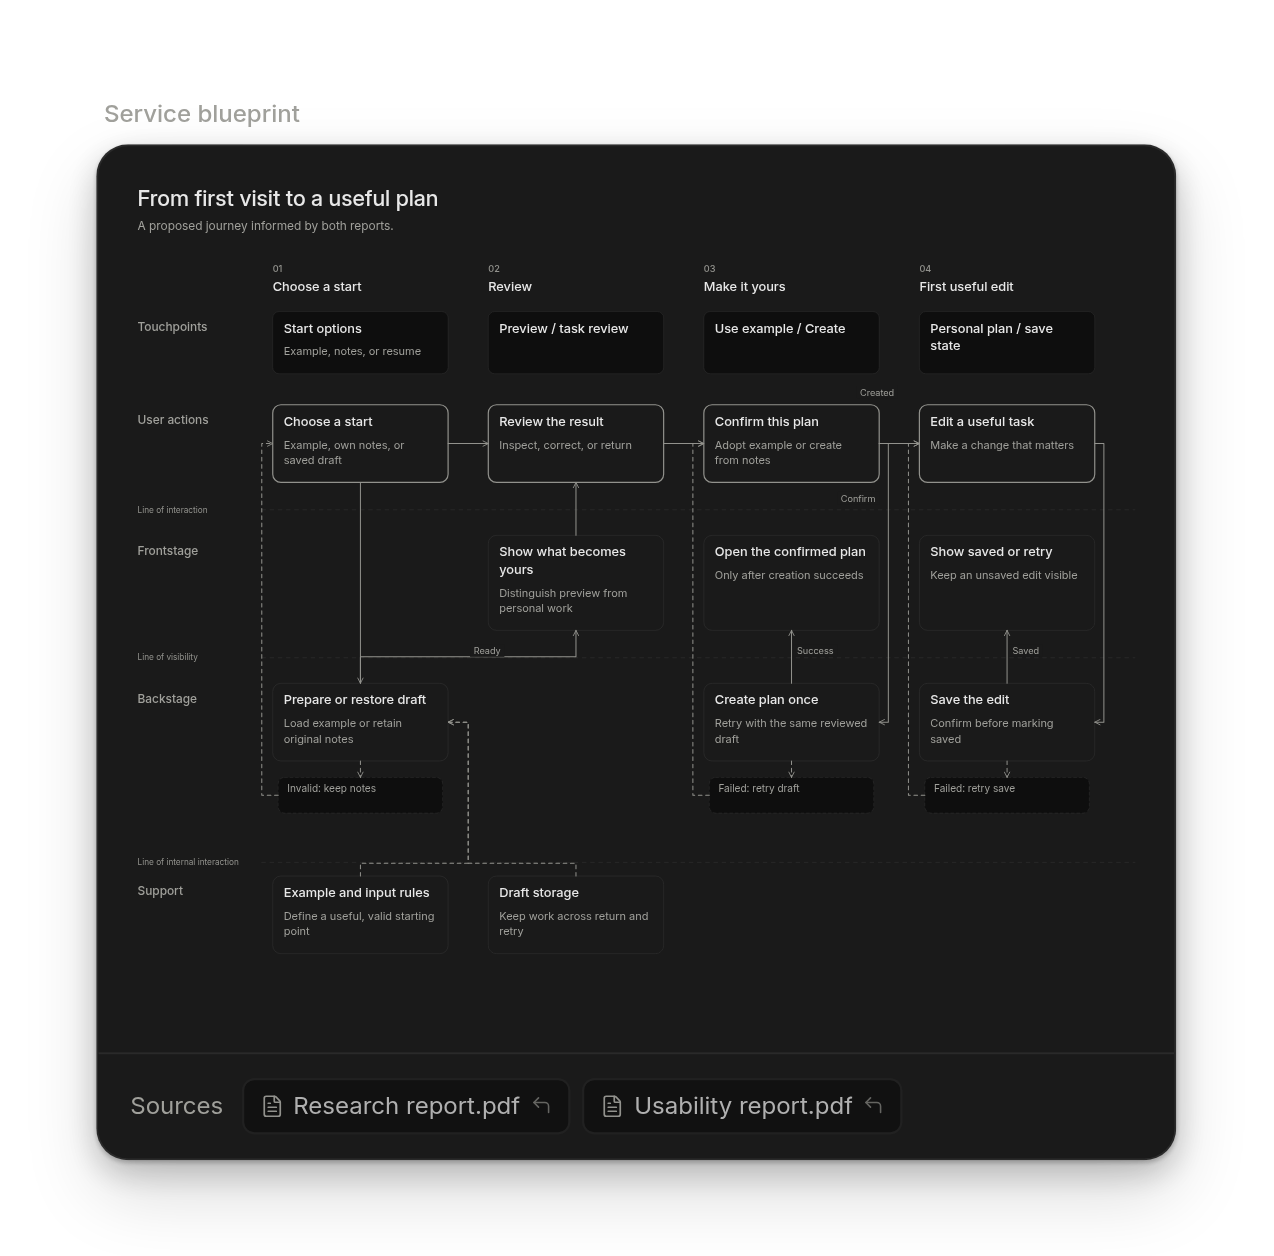 Service blueprint
From first visit to a useful plan
A proposed journey informed by both reports.
01
Choose a start
02
Review
03
Make it yours
04
First useful edit
Touchpoints
Start options
Example, notes, or resume
Preview / task review
Use example / Create
Personal plan / save
state
Created
User actions
Choose a start
Example, own notes, or
saved draft
Review the result
Inspect, correct, or return
Confirm this plan
Adopt example or create
from notes
Edit a useful task
Make a change that matters
Confirm
Line of interaction
Frontstage
Show what becomes
yours
Distinguish preview from
personal work
Open the confirmed plan
Only after creation succeeds
Show saved or retry
Keep an unsaved edit visible
Ready
Success
Saved
Line of visibility
Backstage
Prepare or restore draft
Load example or retain
original notes
Create plan once
Retry with the same reviewed
draft
Save the edit
Confirm before marking
saved
Invalid: keep notes
Failed: retry draft
Failed: retry save
Line of internal interaction
Support
Example and input rules
Define a useful, valid starting
point
Draft storage
Keep work across return and
retry
Sources
Research report.pdf
Usability report.pdf